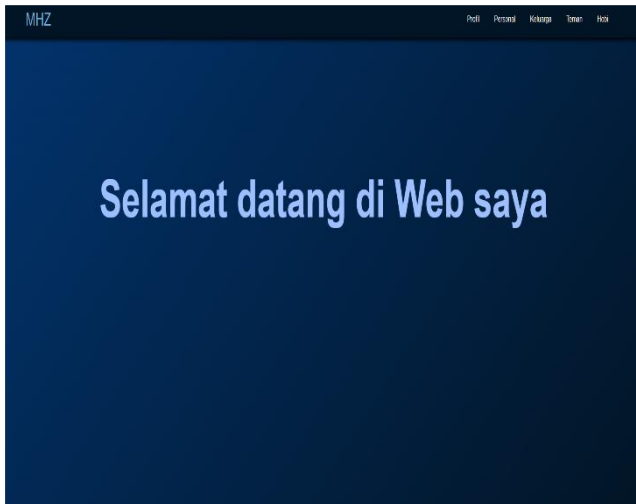 MHZ
Profil Personal Keluarga Teman Hobi
Selamat datang di Web saya